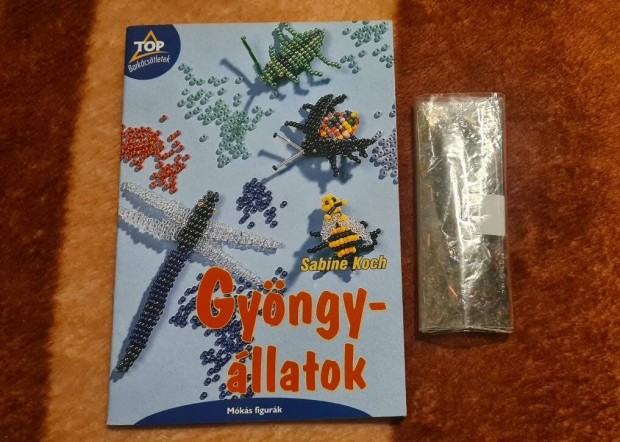 TOP
Barkácsötletek
Sabine Koch
Gyöngy-
állatok
Mókás figurák